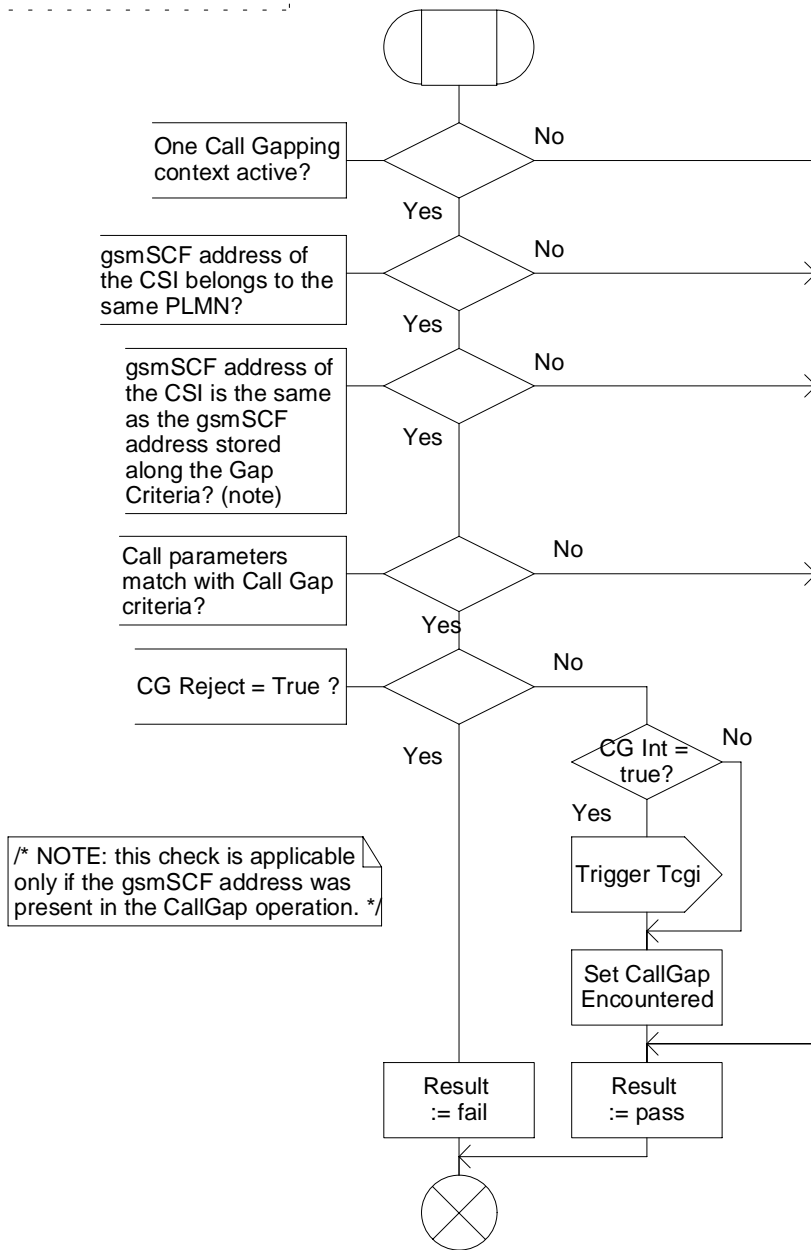 One Call Gapping
context active?
No
Yes
gsmSCF address of
the CSI belongs to the
same PLMN?
No
Yes
gsmSCF address of
the CSI is the same
as the gsmSCF
address stored
along the Gap
Criteria? (note)
No
Yes
Call parameters
match with Call Gap
criteria?
No
Yes
CG Reject = True ?
No
Yes
CG Int =
true?
No
Yes
/* NOTE: this check is applicable
only if the gsmSCF address was
present in the CallGap operation. */
Trigger Tcgi
Set CallGap
Encountered
Result
:= fail
Result
:= pass